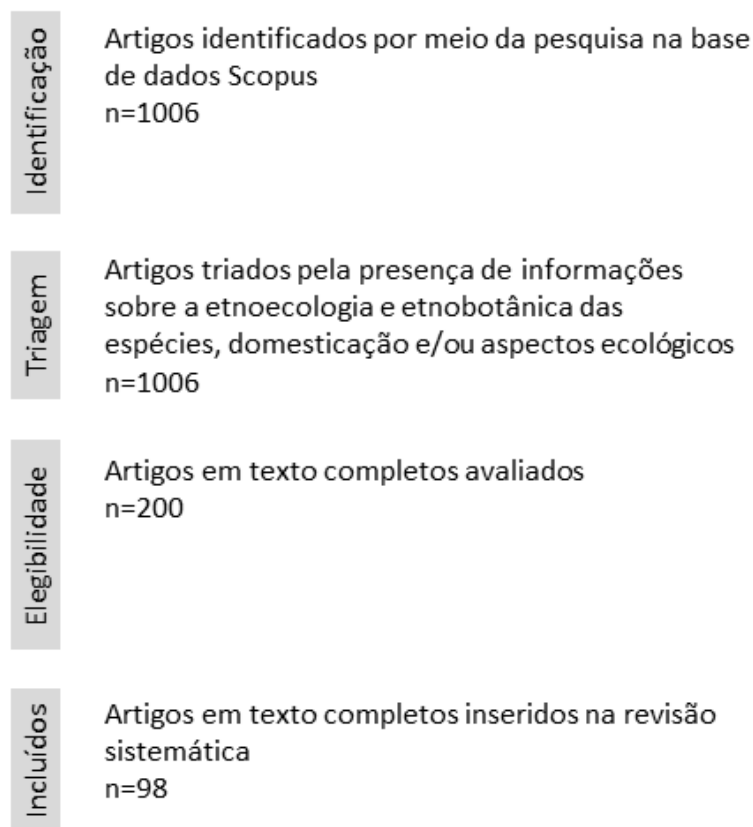 Identificação
Artigos identificados por meio da pesquisa na base
de dados Scopus
n=1006
Triagem
Artigos triados pela presença de informações
sobre a etnoecologia e etnobotânica das
espécies, domesticação e/ou aspectos ecológicos
n=1006
Elegibilidade
Artigos em texto completos avaliados
n=200
Incluídos
Artigos em texto completos inseridos na revisão
sistemática
n=98